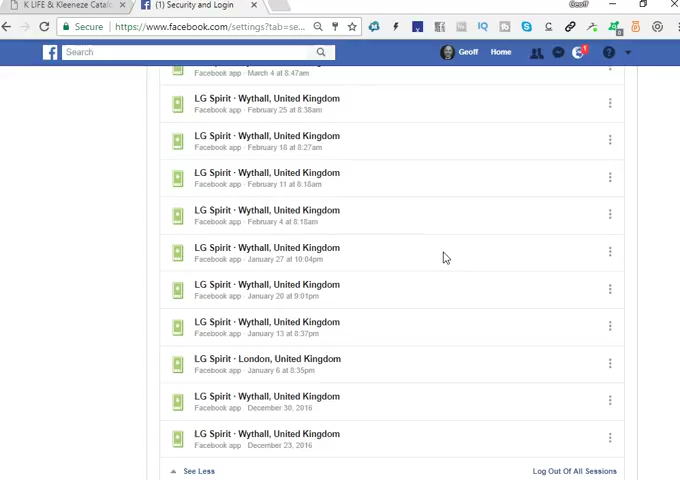 Geoff
K LIFE & Kleeneze Catalo
(1) Security and Login
Secure
https://www.facebook.com/settings?tab=se...
Search
Geoff
Home
1
Facebook app · March 4 at 8:47am
LG Spirit · Wythall, United Kingdom
Facebook app · February 25 at 8:38am
LG Spirit · Wythall, United Kingdom
Facebook app · February 18 at 8:27am
LG Spirit · Wythall, United Kingdom
Facebook app · February 11 at 8:18am
LG Spirit · Wythall, United Kingdom
Facebook app · February 4 at 8:18am
LG Spirit · Wythall, United Kingdom
Facebook app · January 27 at 10:04pm
LG Spirit · Wythall, United Kingdom
Facebook app · January 20 at 9:01pm
LG Spirit · Wythall, United Kingdom
Facebook app · January 13 at 8:37pm
LG Spirit · London, United Kingdom
Facebook app · January 6 at 8:35pm
LG Spirit · Wythall, United Kingdom
Facebook app · December 30, 2016
LG Spirit · Wythall, United Kingdom
Facebook app · December 23, 2016
See Less
Log Out Of All Sessions